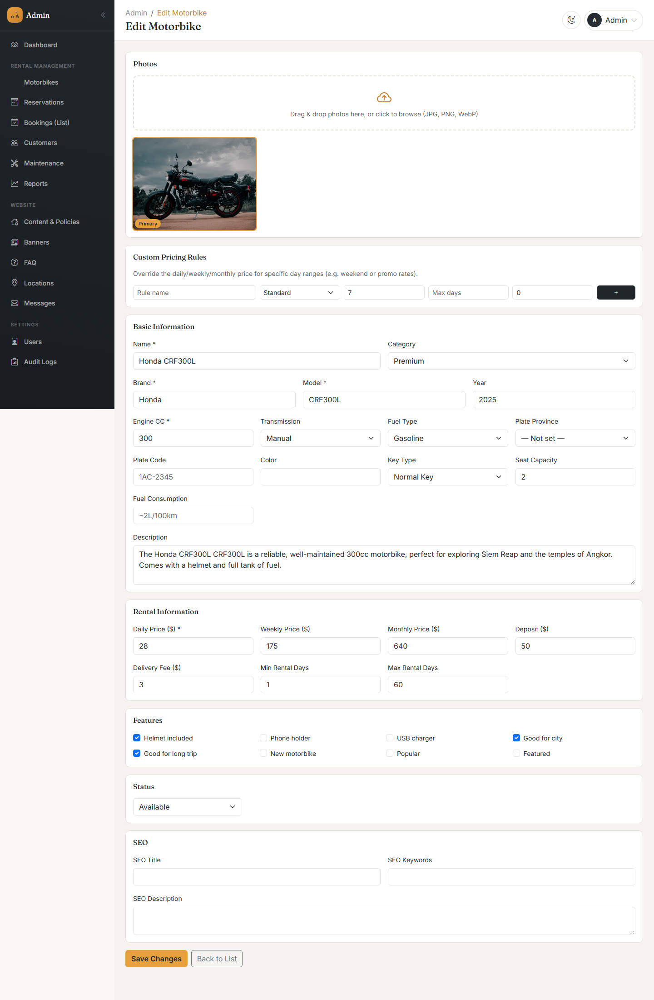 Admin
Dashboard
RENTAL MANAGEMENT
Motorbikes
Reservations
Bookings (List)
Customers
Maintenance
Reports
WEBSITE
Content & Policies
Banners
FAQ
Locations
Messages
SETTINGS
Users
Audit Logs
Admin / Edit Motorbike
Edit Motorbike
A Admin
Photos
Drag & drop photos here, or click to browse (JPG, PNG, WebP)
Primary
Custom Pricing Rules
Override the daily/weekly/monthly price for specific day ranges (e.g. weekend or promo rates).
Rule name Standard 7 Max days 0 +
Basic Information
Name * Category
Honda CRF300L Premium
Brand * Model * Year
Honda CRF300L 2025
Engine CC * Transmission Fuel Type Plate Province
300 Manual Gasoline — Not set —
Plate Code Color Key Type Seat Capacity
1AC-2345 Normal Key 2
Fuel Consumption
~2L/100km
Description
The Honda CRF300L CRF300L is a reliable, well-maintained 300cc motorbike, perfect for exploring Siem Reap and the temples of Angkor.
Comes with a helmet and full tank of fuel.
Rental Information
Daily Price ($) * Weekly Price ($) Monthly Price ($) Deposit ($)
28 175 640 50
Delivery Fee ($) Min Rental Days Max Rental Days
3 1 60
Features
Helmet included Phone holder USB charger Good for city
Good for long trip New motorbike Popular Featured
Status
Available
SEO
SEO Title SEO Keywords
SEO Description
Save Changes Back to List